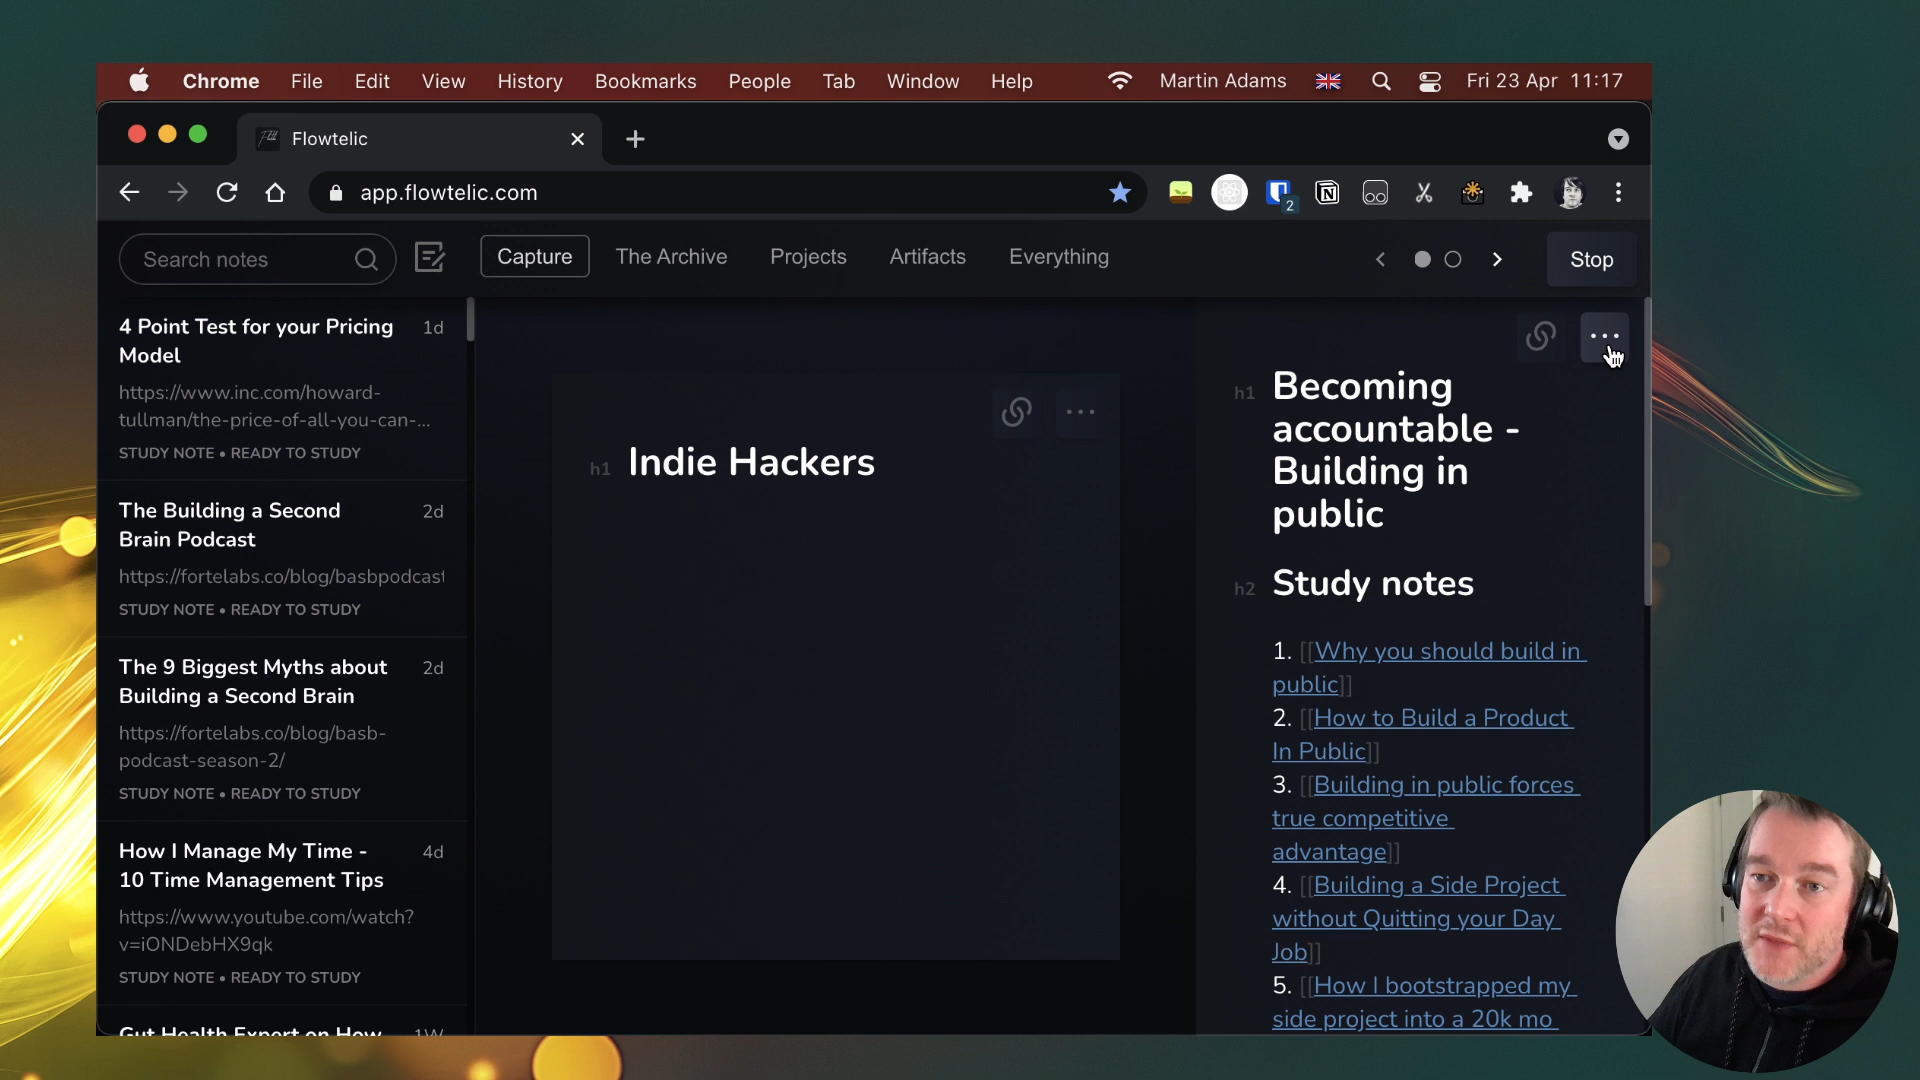 Chrome File Edit View History Bookmarks People Tab Window Help Martin Adams Fri 23 Apr 11:17
Flowtelic
app.flowtelic.com
2
Search notes
Capture The Archive Projects Artifacts Everything
Stop
4 Point Test for your Pricing 1d
Model
https://www.inc.com/howard-
tullman/the-price-of-all-you-can-...
STUDY NOTE • READY TO STUDY
The Building a Second 2d
Brain Podcast
https://fortelabs.co/blog/basbpodcast
STUDY NOTE • READY TO STUDY
The 9 Biggest Myths about 2d
Building a Second Brain
https://fortelabs.co/blog/basb-
podcast-season-2/
STUDY NOTE • READY TO STUDY
How I Manage My Time - 4d
10 Time Management Tips
https://www.youtube.com/watch?
v=iONDebHX9qk
STUDY NOTE • READY TO STUDY
Gut Health Expert on How 1W
h1 Indie Hackers
h1 Becoming
accountable -
Building in
public
h2 Study notes
1. [[Why you should build in
public]]
2. [[How to Build a Product
In Public]]
3. [[Building in public forces
true competitive
advantage]]
4. [[Building a Side Project
without Quitting your Day
Job]]
5. [[How I bootstrapped my
side project into a 20k mo